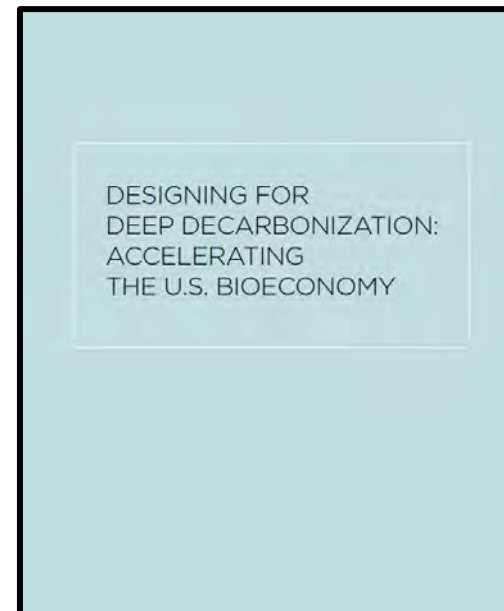 DESIGNING FOR
DEEP DECARBONIZATION:
ACCELERATING
THE U.S. BIOECONOMY